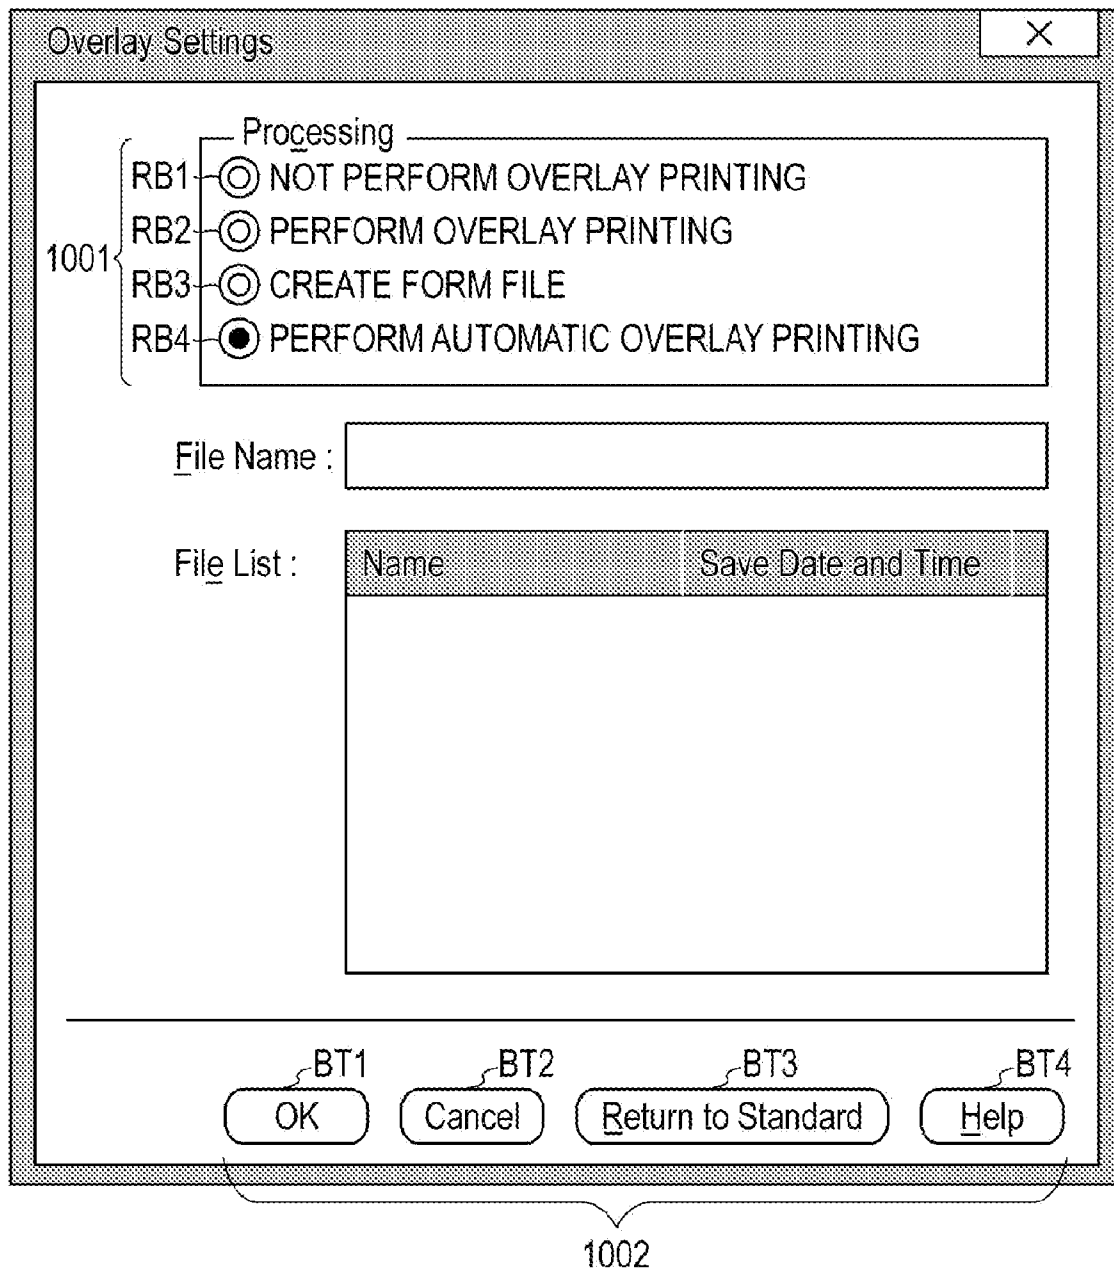 Overlay Settings
Processing
RB1 NOT PERFORM OVERLAY PRINTING
RB2 PERFORM OVERLAY PRINTING
1001
RB3 CREATE FORM FILE
RB4 PERFORM AUTOMATIC OVERLAY PRINTING
File Name :
File List : Name Save Date and Time
BT1 BT2 BT3 BT4
OK Cancel Return to Standard Help
1002